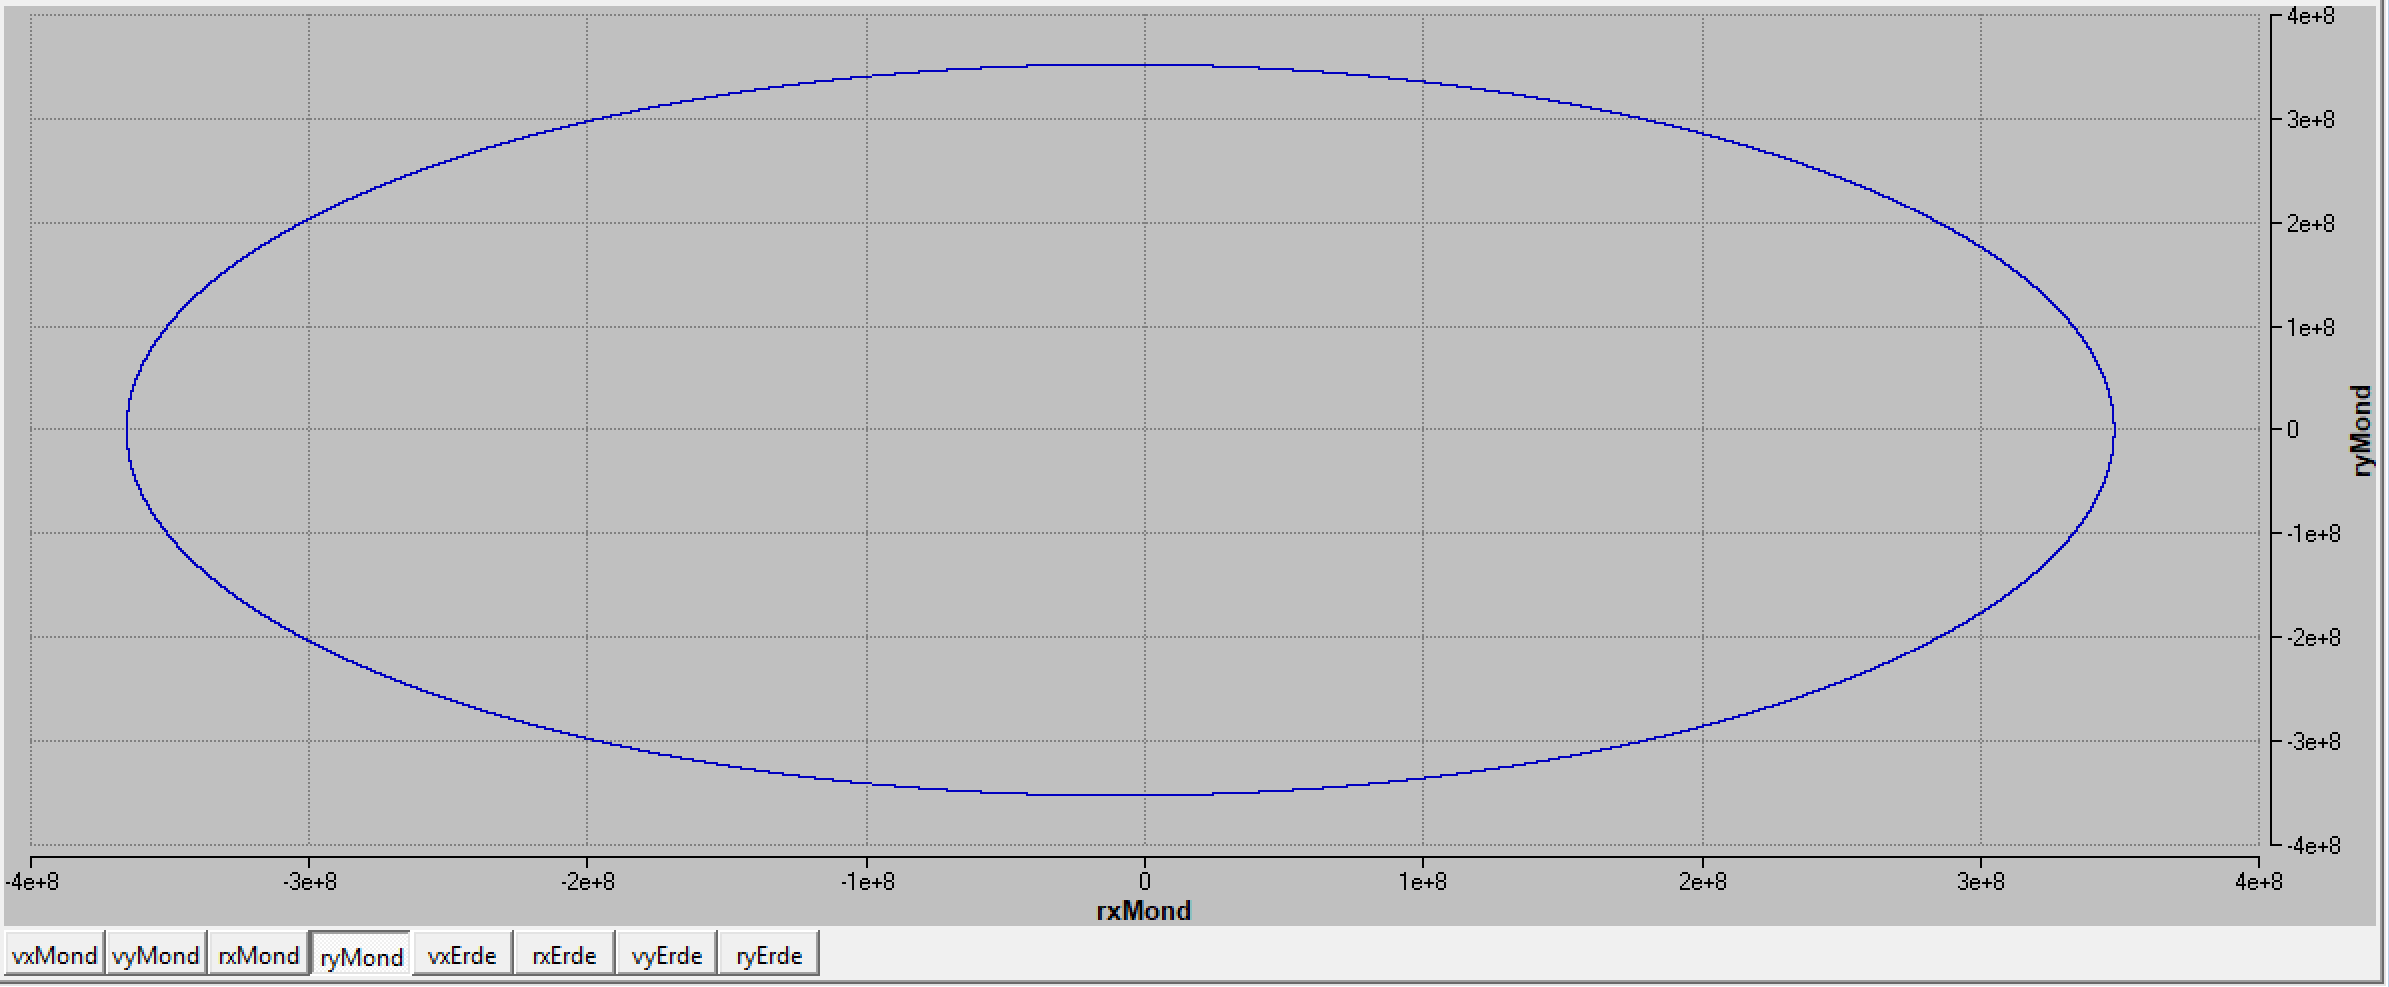 4e+8
3e+8
2e+8
1e+8
0
-1e+8
-2e+8
-3e+8
-4e+8
ryMond
-4e+8 -3e+8 -2e+8 -1e+8 0 1e+8 2e+8 3e+8 4e+8
rxMond
vxMond vyMond rxMond ryMond vxErde rxErde vyErde ryErde